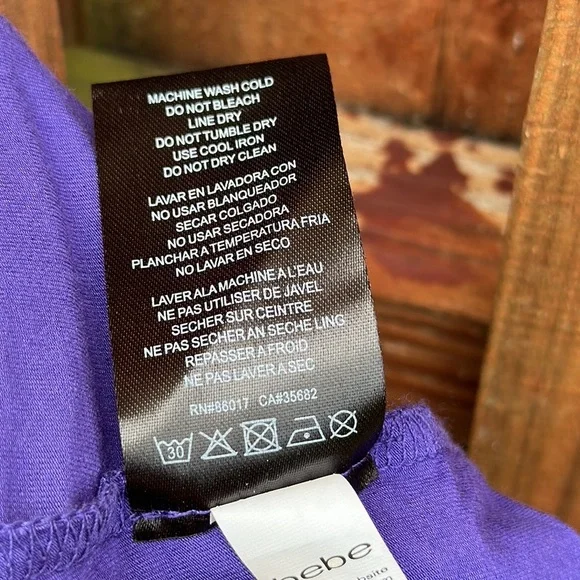 MACHINE WASH COLD
DO NOT BLEACH
LINE DRY
DO NOT TUMBLE DRY
USE COOL IRON
DO NOT DRY CLEAN
LAVAR EN LAVADORA CON
NO USAR BLANQUEADOR
SECAR COLGADO
NO USAR SECADORA
PLANCHAR A TEMPERATURA FRIA
NO LAVAR EN SECO
LAVER ALA MACHINE A L'EAU
NE PAS UTILISER DE JAVEL
SECHER SUR CEINTRE
NE PAS SECHER AN SECHE LING
REPASSER A FROID
NE PAS LAVER A SEC
RN#86017 CA#35682
30
bebe